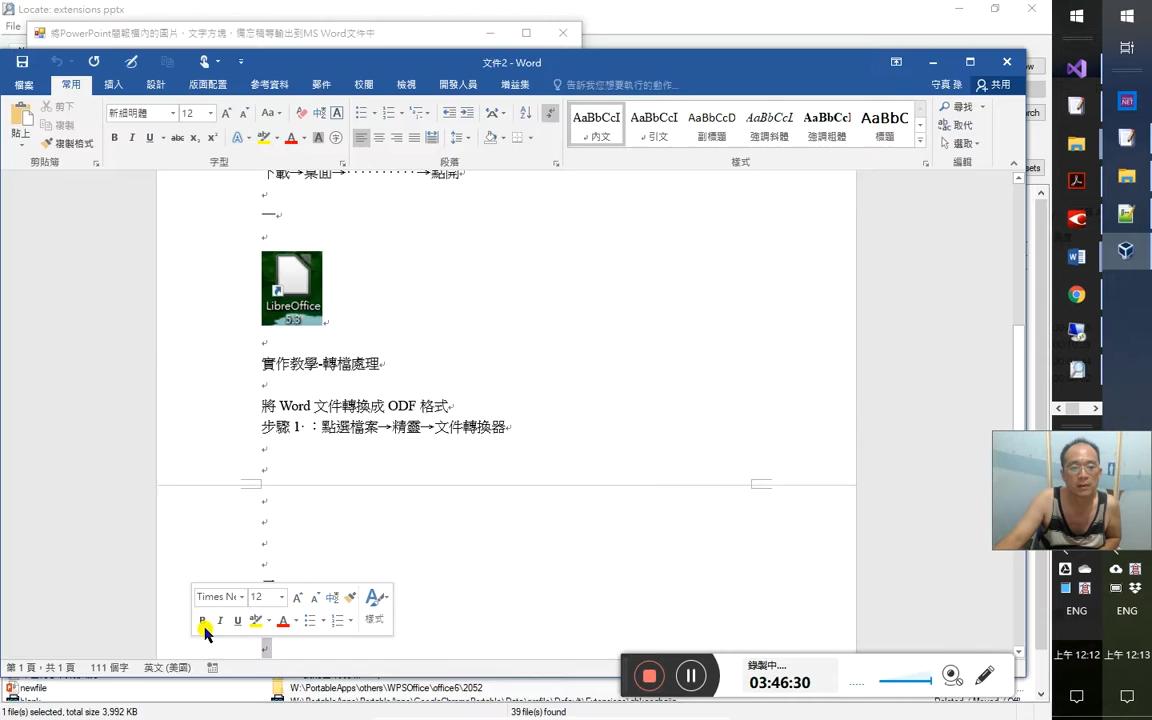 Locate: extensions pptx
File
將PowerPoint簡報檔內的圖片、文字方塊、備忘稿等輸出到MS Word文件中
文件2 - Word
檔案 常用 插入 設計 版面配置 參考資料 郵件 校閱 檢視 開發人員 增益集 告訴我您想要執行的動作... 守真 孫 共用
貼上 剪下 複製 複製格式
新細明體 12
AaBbCcI AaBbCcI AaBbCcD AaBbCcI AaBbCcl AaBbC
內文 引文 副標題 強調斜體 強調粗體 標題
尋找 取代 選取
剪貼簿 字型 段落 樣式 編輯
下載→桌面→··········→點開
一
LibreOffice
5.3
實作教學-轉檔處理
將 Word 文件轉換成 ODF 格式
步驟 1 ：點選檔案→精靈→文件轉換器
Times Ne 12
B I U 樣式
第 1 頁，共 1 頁 111 個字 英文 (美國)
newfile
W:\PortableApps\others\WPSOffice\office6\2052
1 file(s) selected, total size 3,992 KB
39 file(s) found
錄製中....
03:46:30
ENG ENG
上午 12:12 上午 12:13